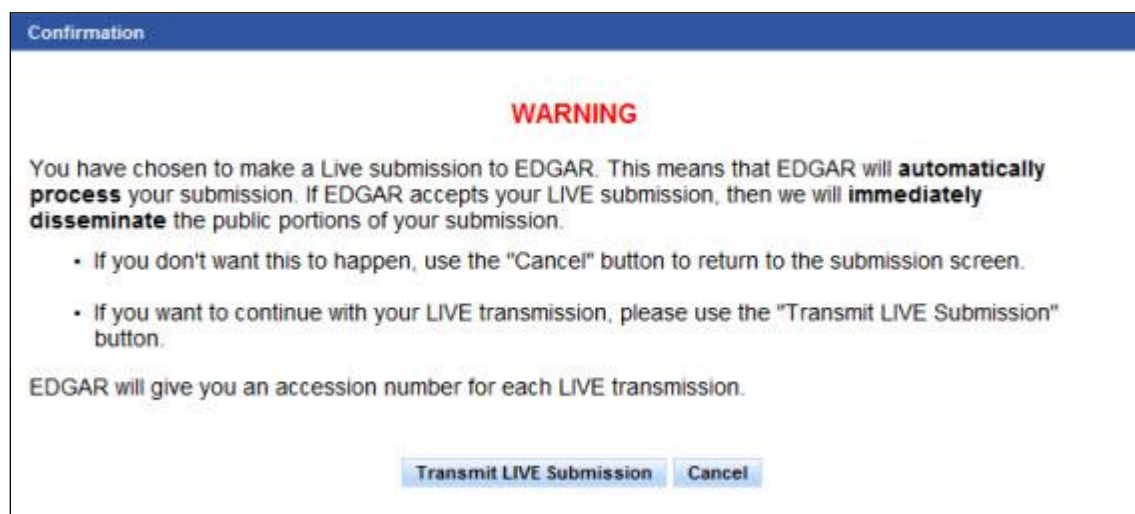 Confirmation
WARNING
You have chosen to make a Live submission to EDGAR. This means that EDGAR will automatically
process your submission. If EDGAR accepts your LIVE submission, then we will immediately
disseminate the public portions of your submission.
• If you don't want this to happen, use the "Cancel" button to return to the submission screen.
• If you want to continue with your LIVE transmission, please use the "Transmit LIVE Submission"
button.
EDGAR will give you an accession number for each LIVE transmission.
Transmit LIVE Submission Cancel